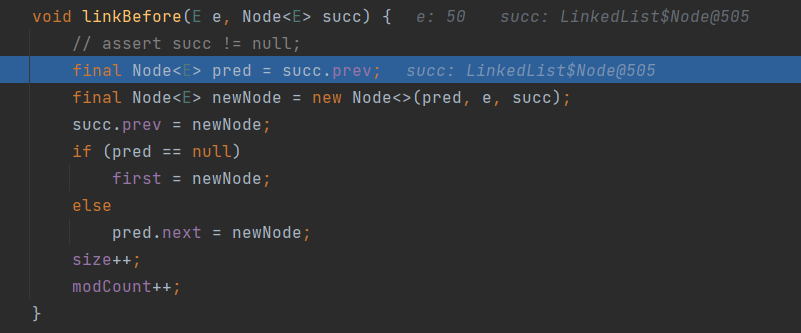 void linkBefore(E e, Node<E> succ) {   e: 50    succ: LinkedList$Node@505
    // assert succ != null;
    final Node<E> pred = succ.prev;   succ: LinkedList$Node@505
    final Node<E> newNode = new Node<>(pred, e, succ);
    succ.prev = newNode;
    if (pred == null)
        first = newNode;
    else
        pred.next = newNode;
    size++;
    modCount++;
}